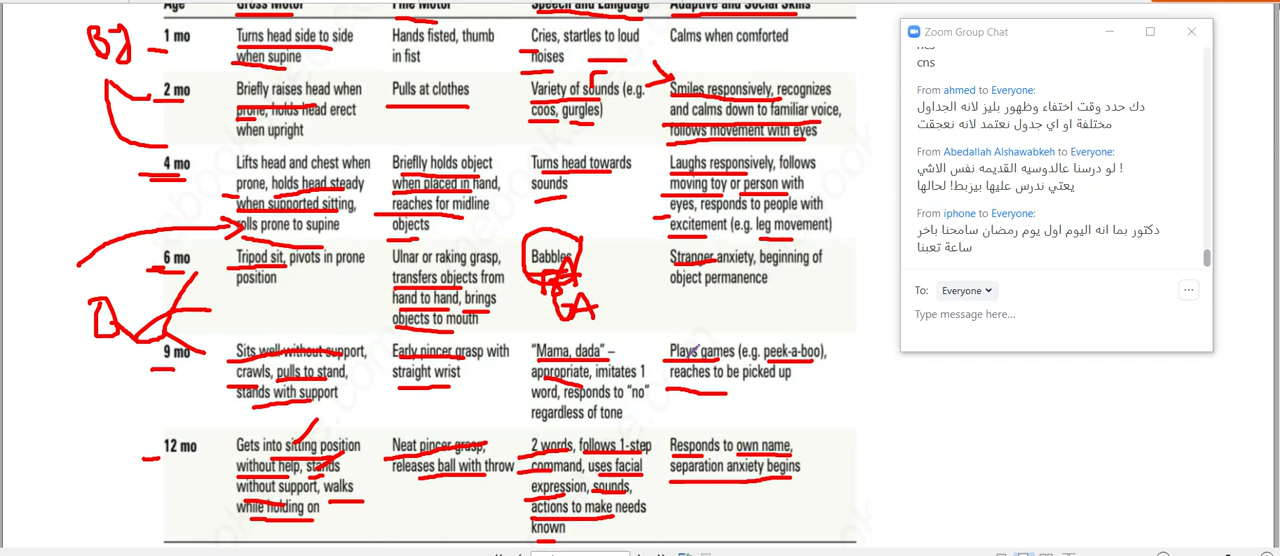 Age Gross Motor Fine Motor Speech and Language Adaptive and Social Skills
1 mo
Turns head side to side
when supine
Hands fisted, thumb
in fist
Cries, startles to loud
noises
Calms when comforted
2 mo
Briefly raises head when
prone, holds head erect
when upright
Pulls at clothes
Variety of sounds (e.g.
coos, gurgles)
Smiles responsively, recognizes
and calms down to familiar voice,
follows movement with eyes
4 mo
Lifts head and chest when
prone, holds head steady
when supported sitting,
rolls prone to supine
Briefly holds object
when placed in hand,
reaches for midline
objects
Turns head towards
sounds
Laughs responsively, follows
moving toy or person with
eyes, responds to people with
excitement (e.g. leg movement)
6 mo
Tripod sit, pivots in prone
position
Ulnar or raking grasp,
transfers objects from
hand to hand, brings
objects to mouth
Babbles
Stranger anxiety, beginning of
object permanence
9 mo
Sits well without support,
crawls, pulls to stand,
stands with support
Early pincer grasp with
straight wrist
"Mama, dada" –
appropriate, imitates 1
word, responds to "no"
regardless of tone
Plays games (e.g. peek-a-boo),
reaches to be picked up
12 mo
Gets into sitting position
without help, stands
without support, walks
while holding on
Neat pincer grasp,
releases ball with throw
2 words, follows 1-step
command, uses facial
expression, sounds,
actions to make needs
known
Responds to own name,
separation anxiety begins
Zoom Group Chat
cns
From ahmed to Everyone:
دك حدد وقت اختفاء وظهور بليز لانه الجداول
مختلفة او اي جدول نعتمد لانه نعجقت
From Abedallah Alshawabkeh to Everyone:
لو درسنا عالدوسيه القديمه نفس الاشي !
يعتي ندرس عليها بيزبط! لحالها
From iphone to Everyone:
دكتور بما انه اليوم اول يوم رمضان سامحنا باخر
ساعة تعبنا
To: Everyone
Type message here...